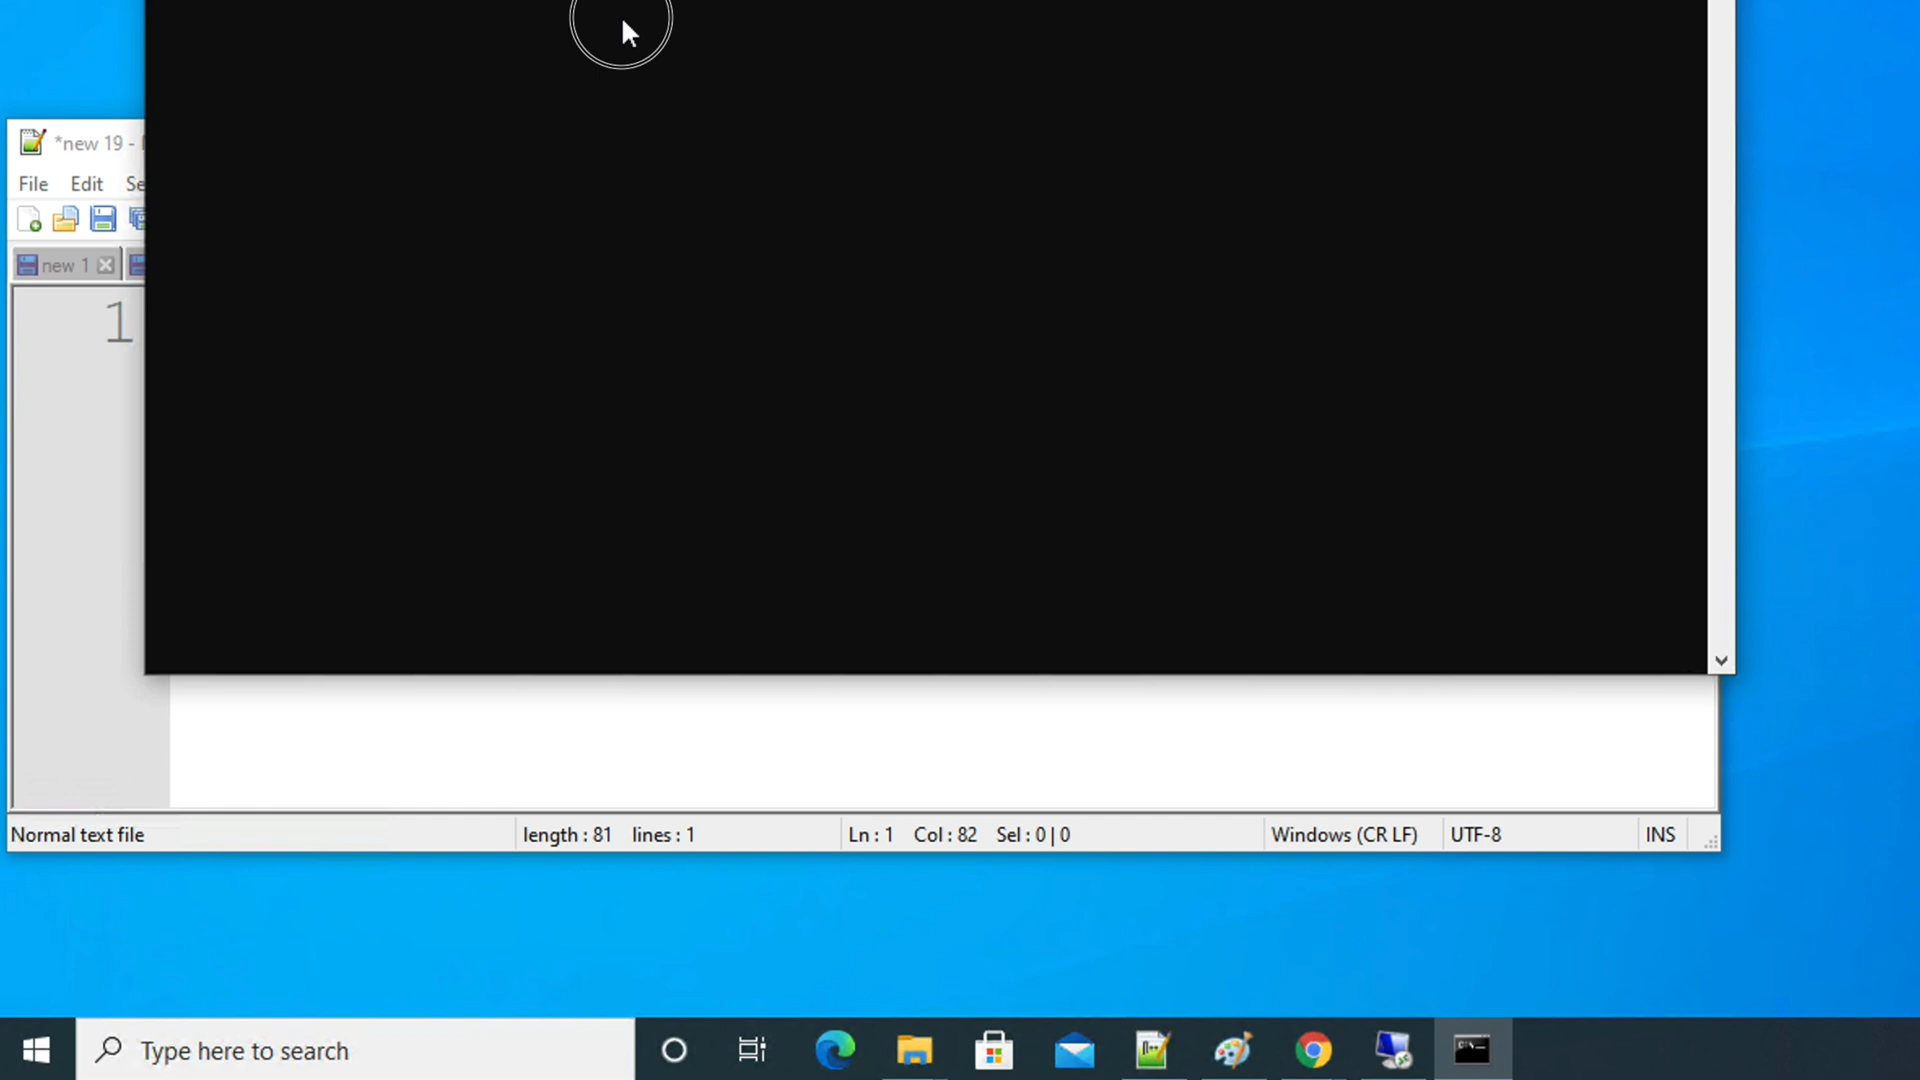 *new 19 -
File Edit Se
new 1
1
Normal text file length : 81 lines : 1 Ln : 1 Col : 82 Sel : 0 | 0 Windows (CR LF) UTF-8 INS
Type here to search